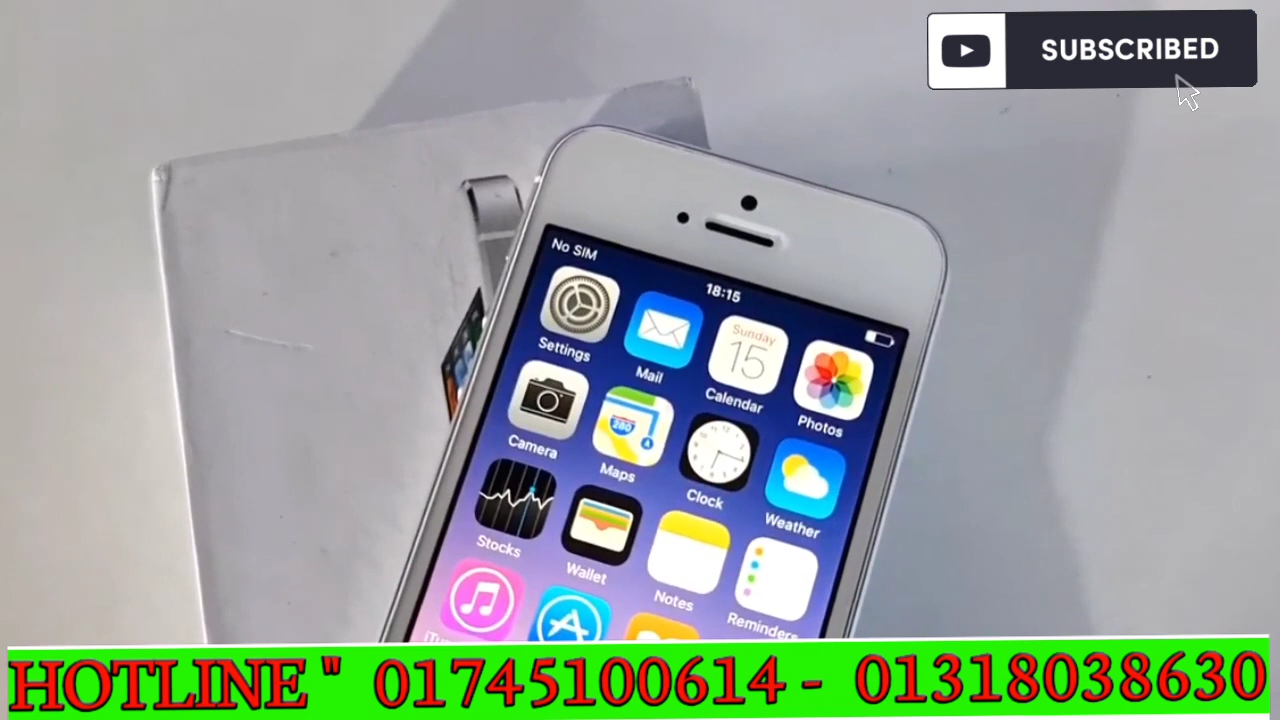 SUBSCRIBED
No SIM
18:15
Sunday
15
Settings
Mail
Calendar
Photos
280
Camera
Maps
Clock
Weather
Stocks
Wallet
Notes
Reminders
HOTLINE " 01745100614 - 01318038630